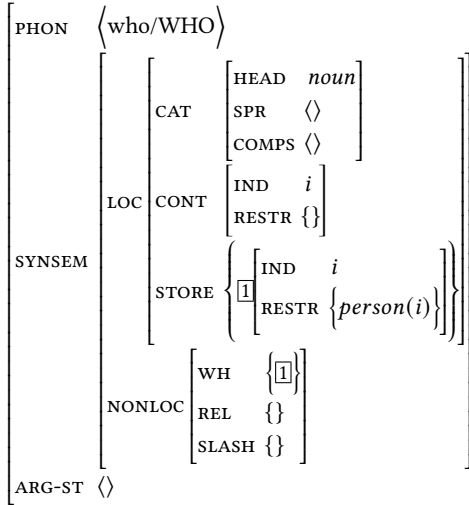 PHON ⟨who/WHO⟩
HEAD noun
CAT SPR ⟨⟩
COMPS ⟨⟩
LOC CONT IND i
RESTR {}
SYNSEM STORE { 1 IND i
RESTR {person(i)} }
WH {1}
NONLOC REL {}
SLASH {}
ARG-ST ⟨⟩